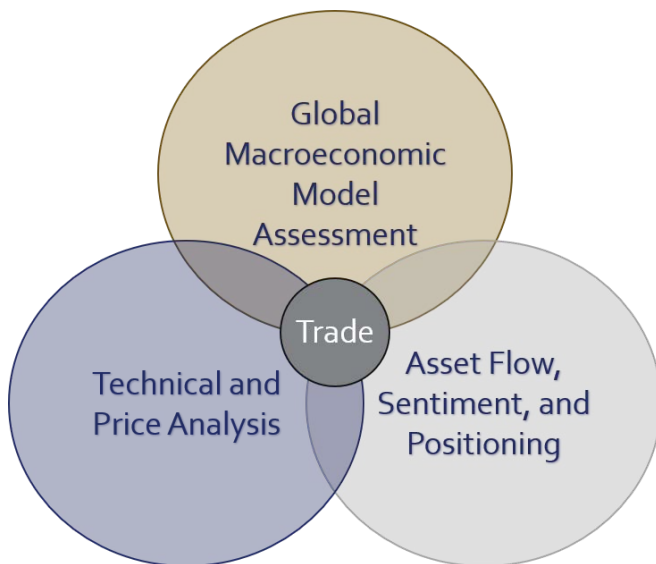 Global
Macroeconomic
Model
Assessment
Trade
Technical and
Price Analysis
Asset Flow,
Sentiment, and
Positioning